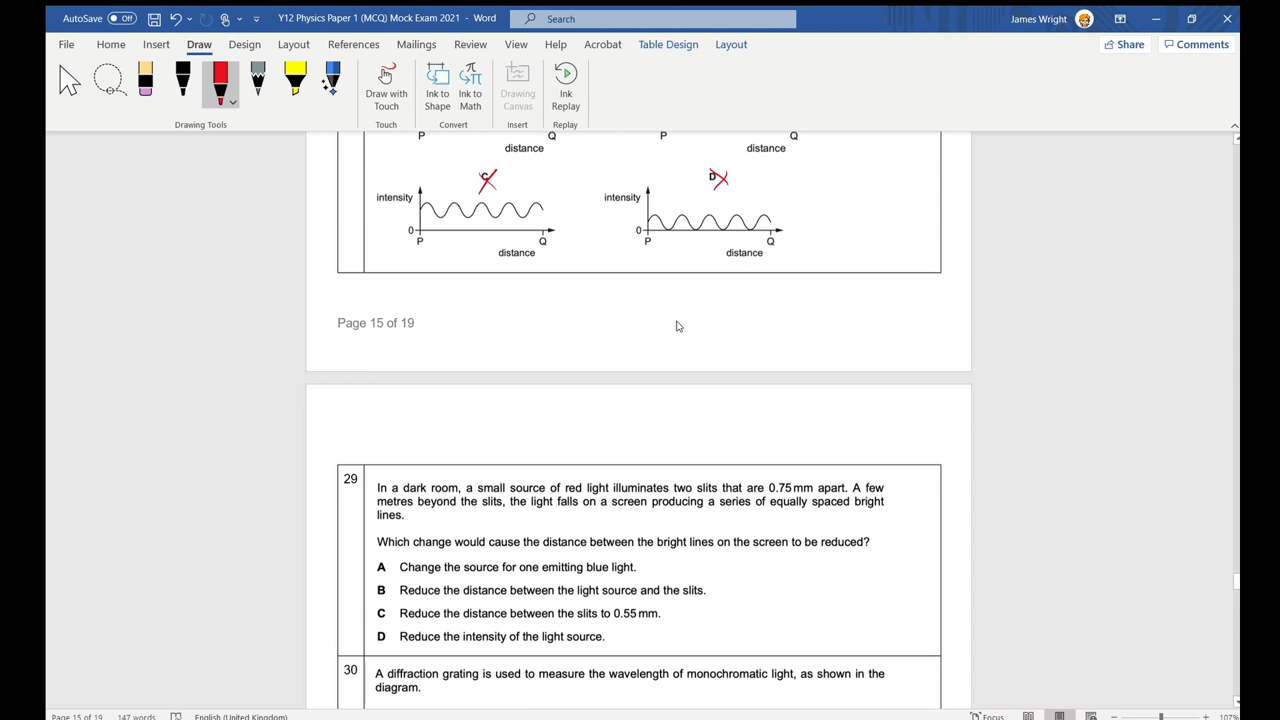 AutoSave Off Y12 Physics Paper 1 (MCQ) Mock Exam 2021 - Word Search James Wright
File Home Insert Draw Design Layout References Mailings Review View Help Acrobat Table Design Layout Share Comments
Draw with Touch
Ink to Shape
Ink to Math
Drawing Canvas
Ink Replay
Drawing Tools Touch Convert Insert Replay
P Q P Q
distance distance
C D
intensity intensity
0 0
P Q P Q
distance distance
Page 15 of 19
29
In a dark room, a small source of red light illuminates two slits that are 0.75 mm apart. A few
metres beyond the slits, the light falls on a screen producing a series of equally spaced bright
lines.
Which change would cause the distance between the bright lines on the screen to be reduced?
A Change the source for one emitting blue light.
B Reduce the distance between the light source and the slits.
C Reduce the distance between the slits to 0.55 mm.
D Reduce the intensity of the light source.
30 A diffraction grating is used to measure the wavelength of monochromatic light, as shown in the
diagram.
Page 15 of 19 147 words English (United Kingdom) Focus 107%